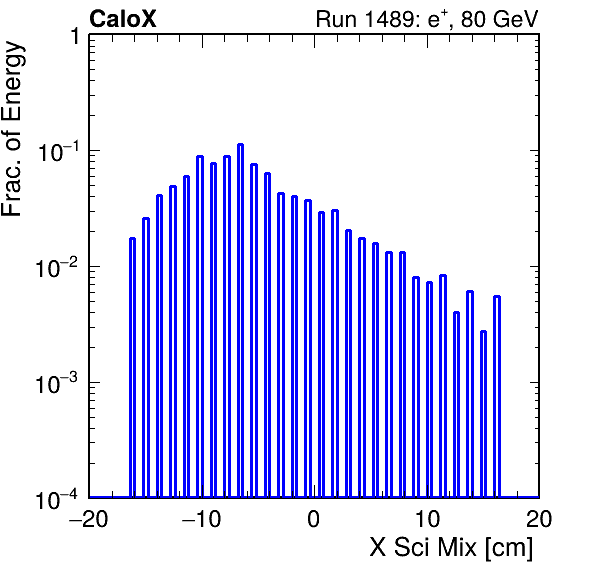 CaloX Run 1489: e⁺, 80 GeV
Frac. of Energy
1
10⁻¹
10⁻²
10⁻³
10⁻⁴
−20 −10 0 10 20
X Sci Mix [cm]